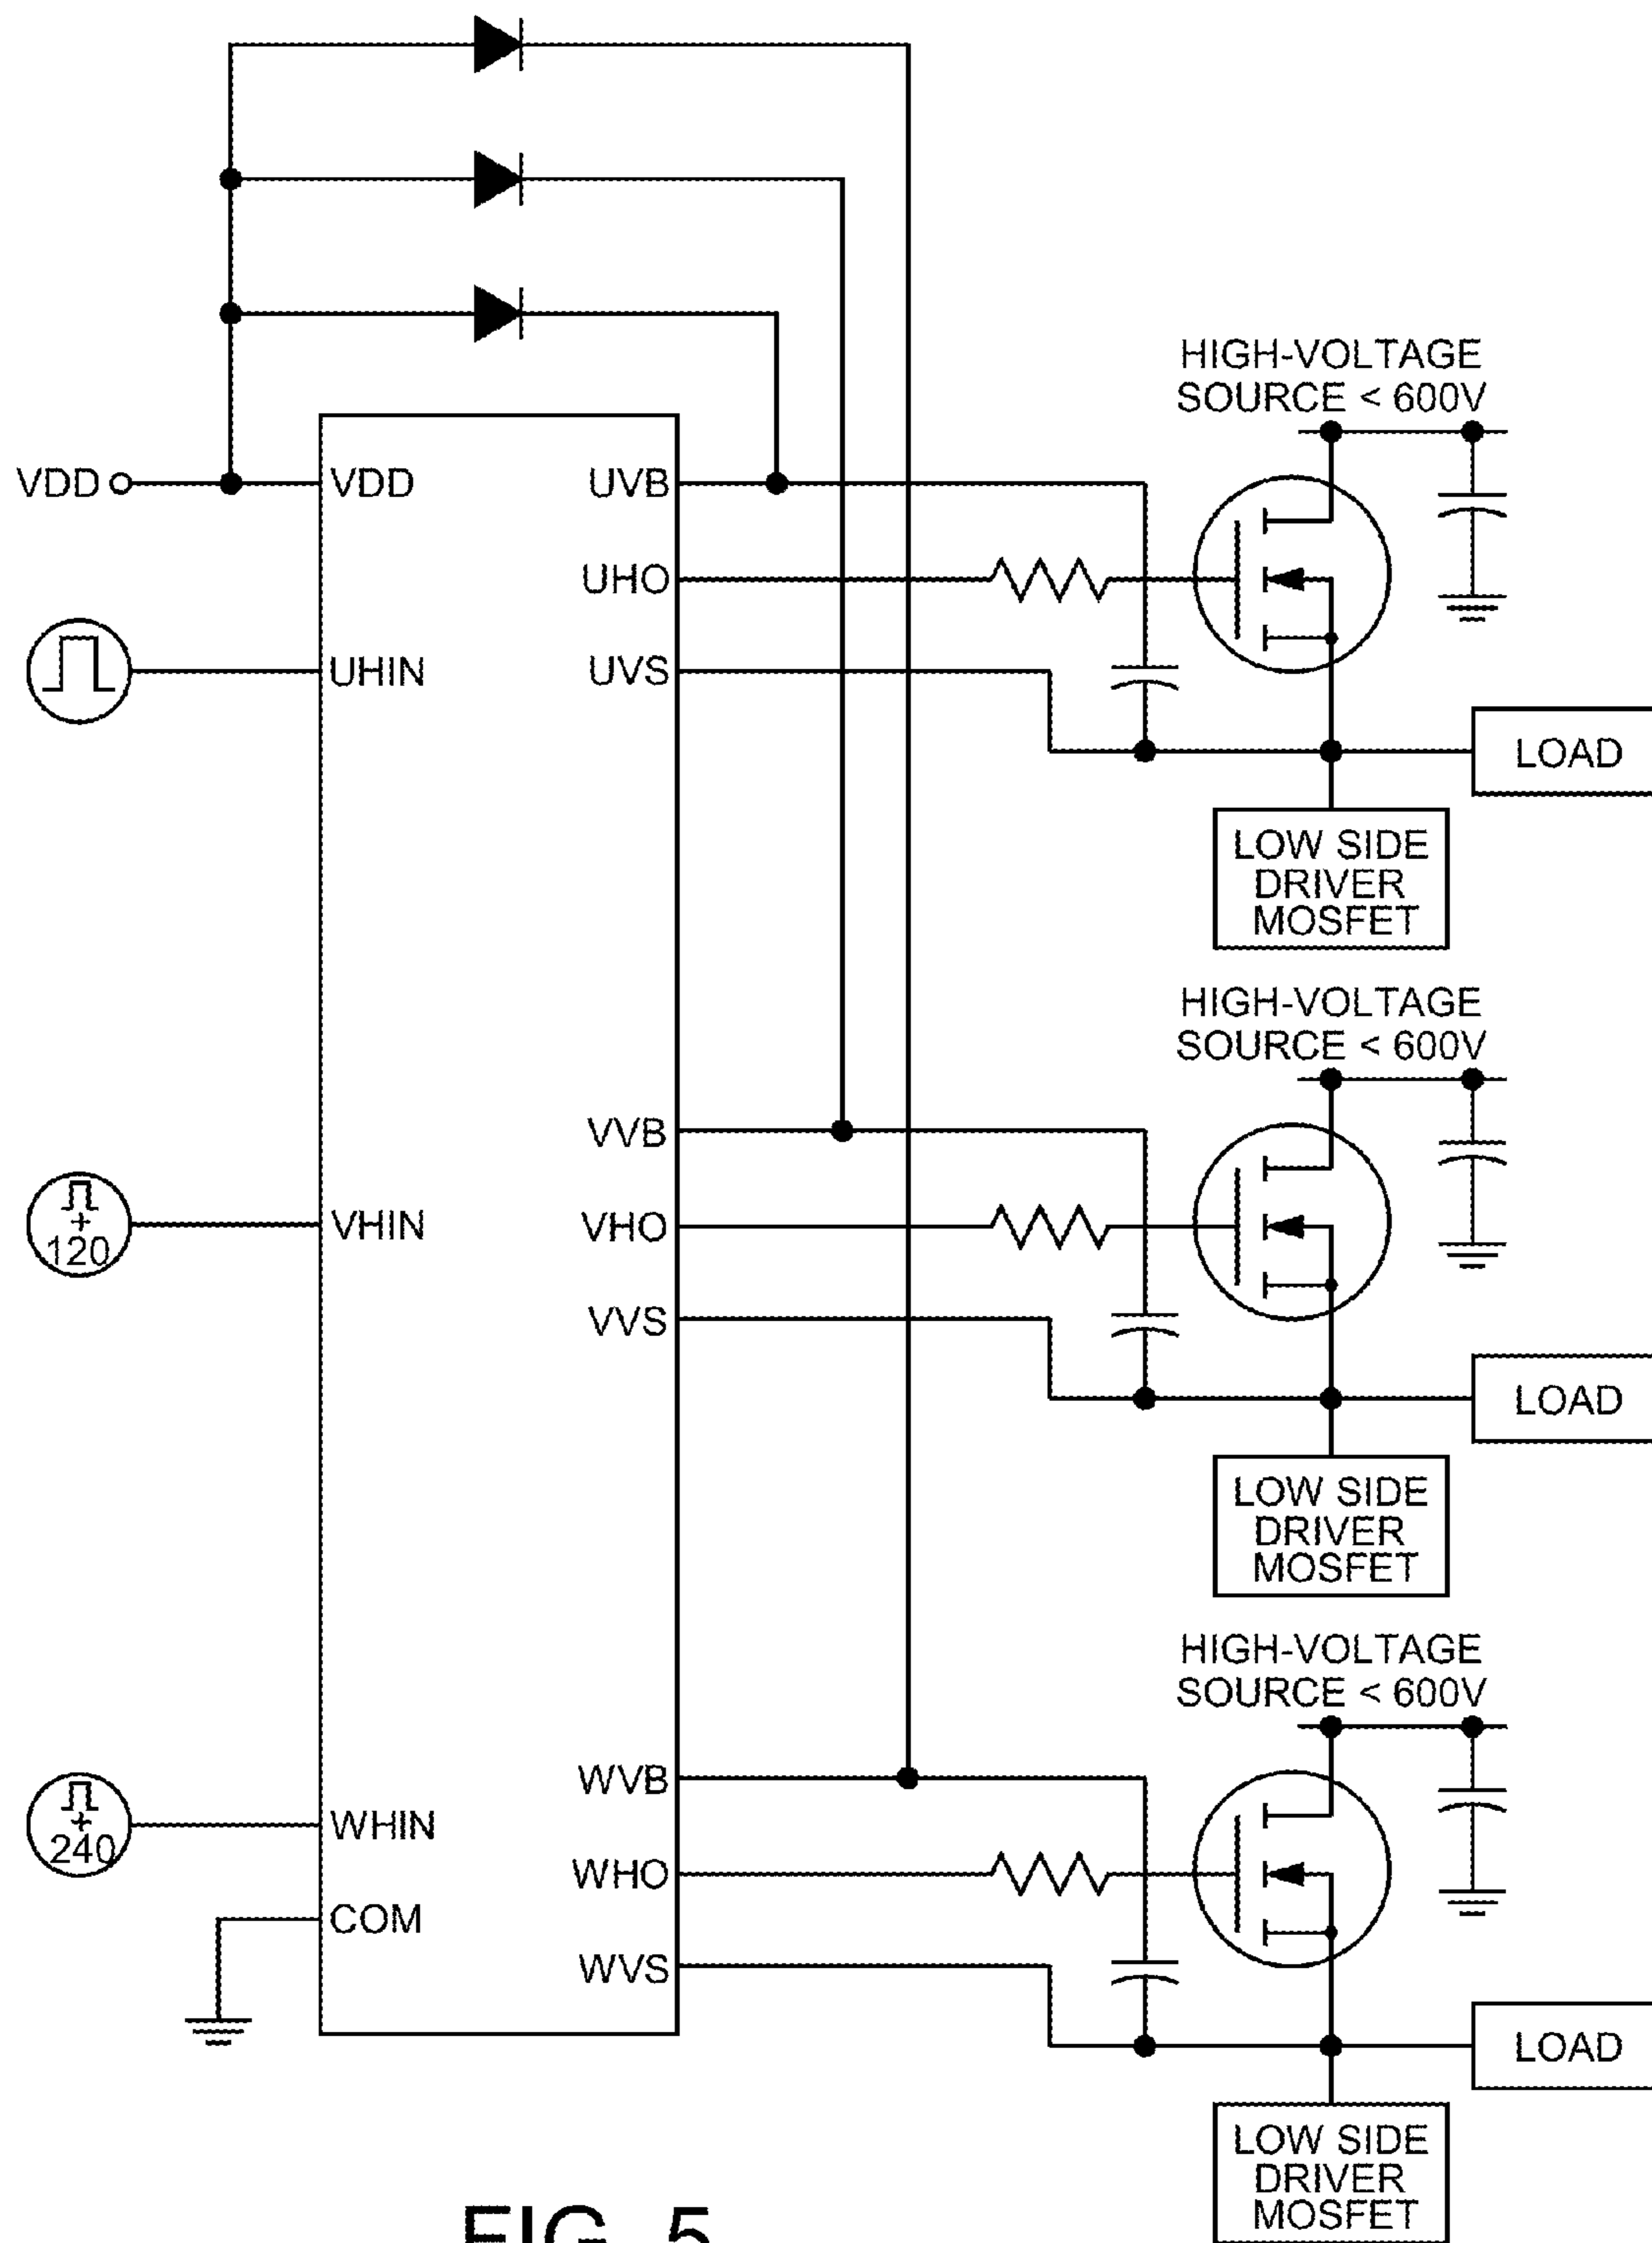 HIGH-VOLTAGE
SOURCE < 600V
VDD
VDD
UVB
UHO
UHIN
UVS
LOAD
LOW SIDE
DRIVER
MOSFET
HIGH-VOLTAGE
SOURCE < 600V
VVB
+
120
VHIN
VHO
VVS
LOAD
LOW SIDE
DRIVER
MOSFET
HIGH-VOLTAGE
SOURCE < 600V
WVB
+
240
WHIN
WHO
COM
WVS
LOAD
LOW SIDE
DRIVER
MOSFET
FIG. 5